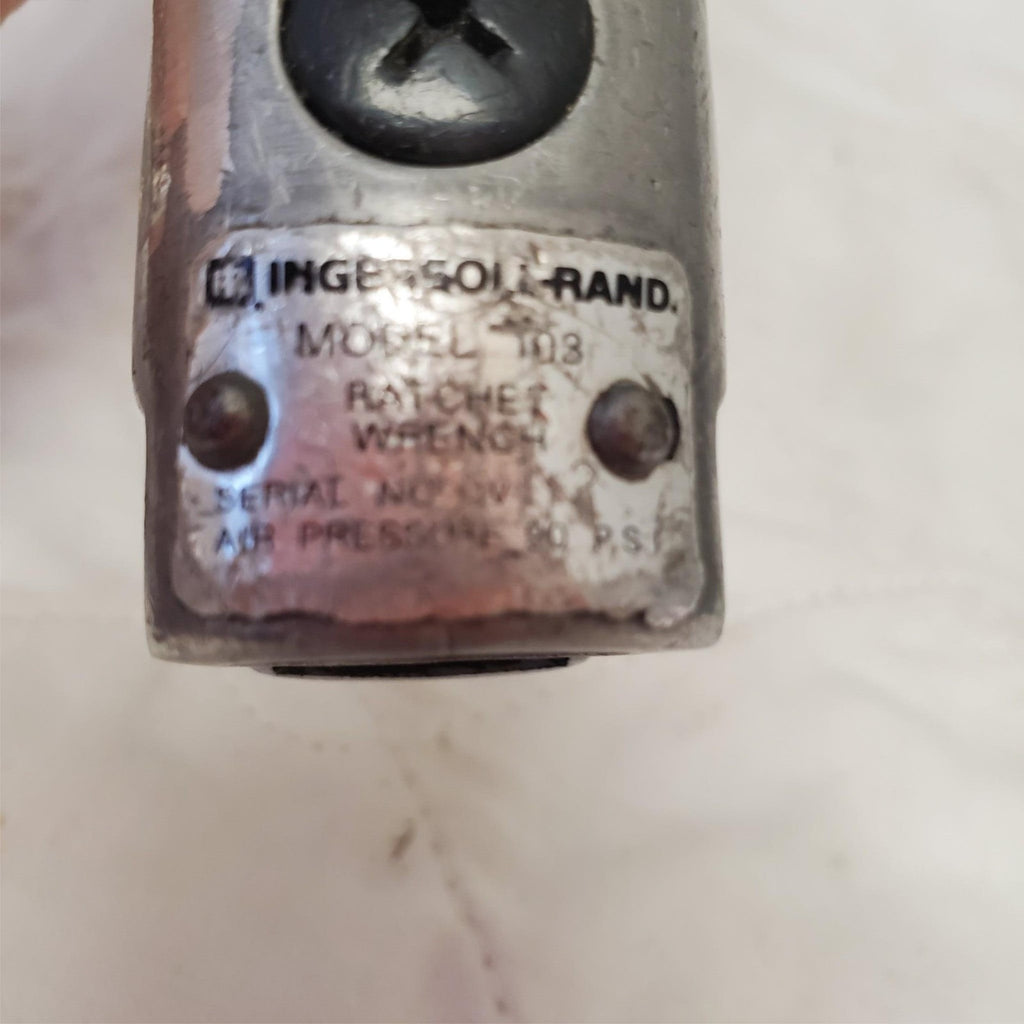 INGERSOLL-RAND.
MODEL 103
RATCHET
WRENCH
SERIAL NO
AIR PRESSURE 90 P.S.I